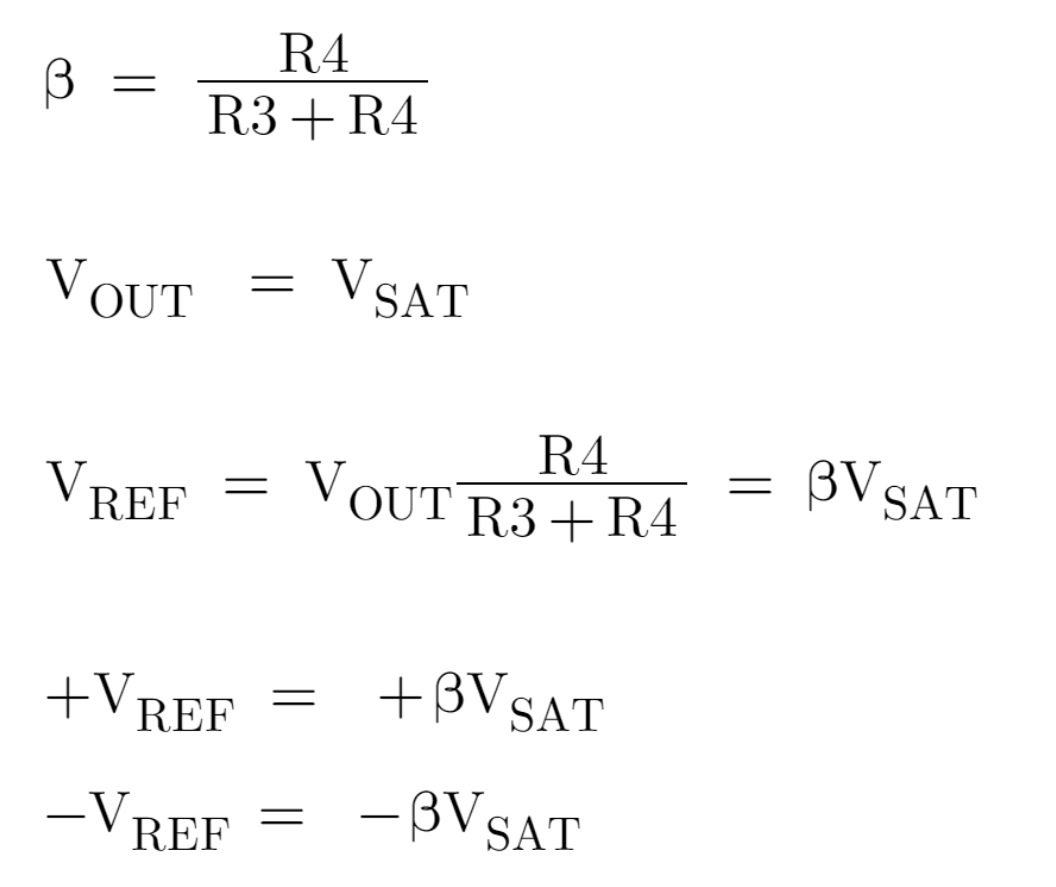 β = R4 / (R3 + R4)
V_OUT = V_SAT
V_REF = V_OUT R4 / (R3 + R4) = βV_SAT
+V_REF = +βV_SAT
−V_REF = −βV_SAT